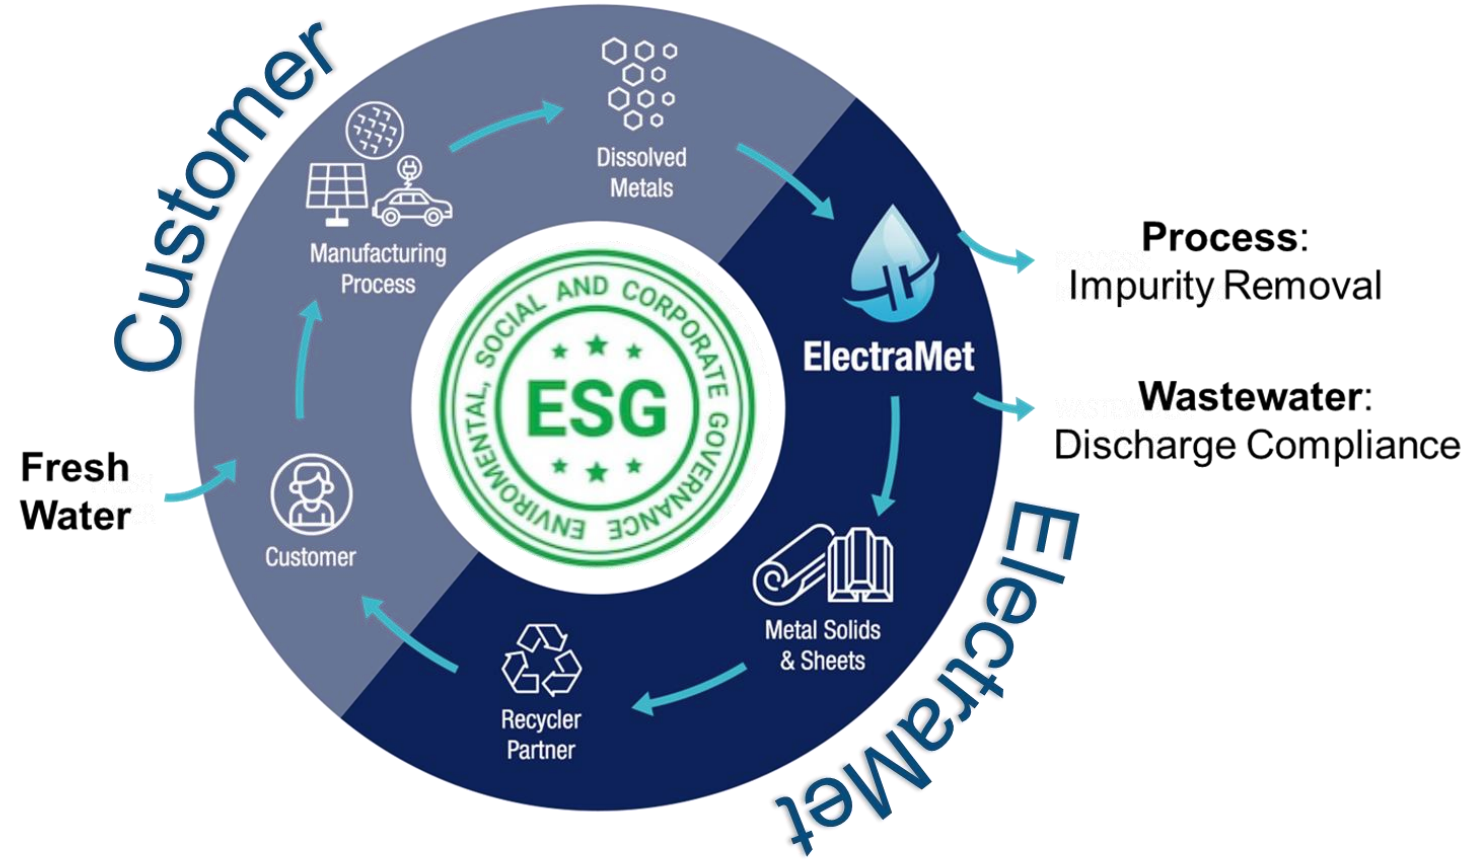 Customer
Dissolved
Metals
Manufacturing
Process
ElectraMet
Process:
Impurity Removal
Wastewater:
Discharge Compliance
ENVIROMENTAL, SOCIAL AND CORPORATE GOVERNANCE
ESG
Fresh
Water
Customer
Metal Solids
& Sheets
Recycler
Partner
ElectraMet